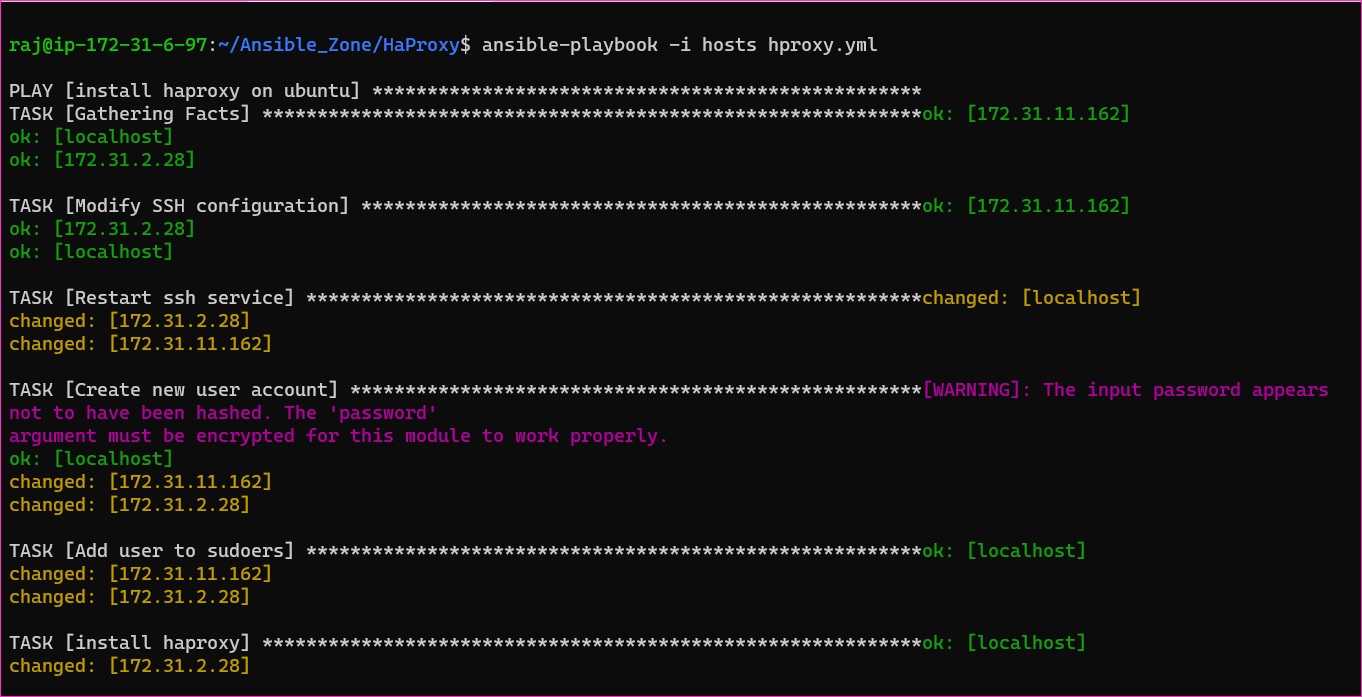 raj@ip-172-31-6-97:~/Ansible_Zone/HaProxy$ ansible-playbook -i hosts hproxy.yml
PLAY [install haproxy on ubuntu] **************************************************
TASK [Gathering Facts] ************************************************************ok: [172.31.11.162]
ok: [localhost]
ok: [172.31.2.28]
TASK [Modify SSH configuration] ***************************************************ok: [172.31.11.162]
ok: [172.31.2.28]
ok: [localhost]
TASK [Restart ssh service] ********************************************************changed: [localhost]
changed: [172.31.2.28]
changed: [172.31.11.162]
TASK [Create new user account] ****************************************************[WARNING]: The input password appears
not to have been hashed. The 'password'
argument must be encrypted for this module to work properly.
ok: [localhost]
changed: [172.31.11.162]
changed: [172.31.2.28]
TASK [Add user to sudoers] ********************************************************ok: [localhost]
changed: [172.31.11.162]
changed: [172.31.2.28]
TASK [install haproxy] ************************************************************ok: [localhost]
changed: [172.31.2.28]